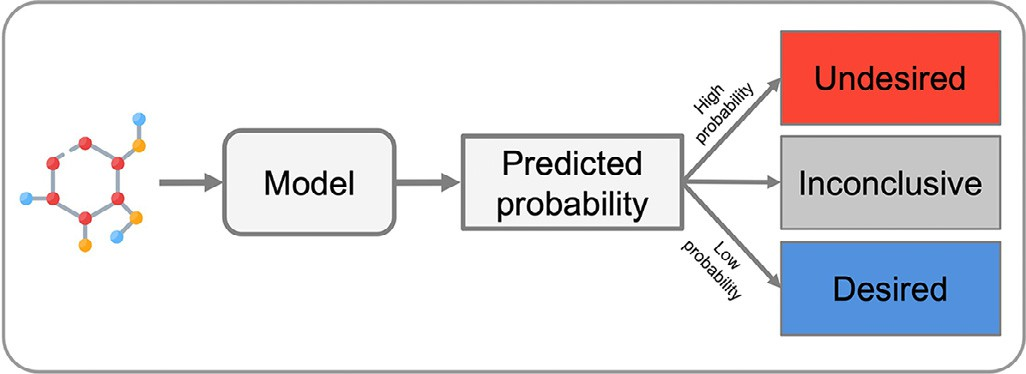 Model
Predicted
probability
High
probability
Low
probability
Undesired
Inconclusive
Desired